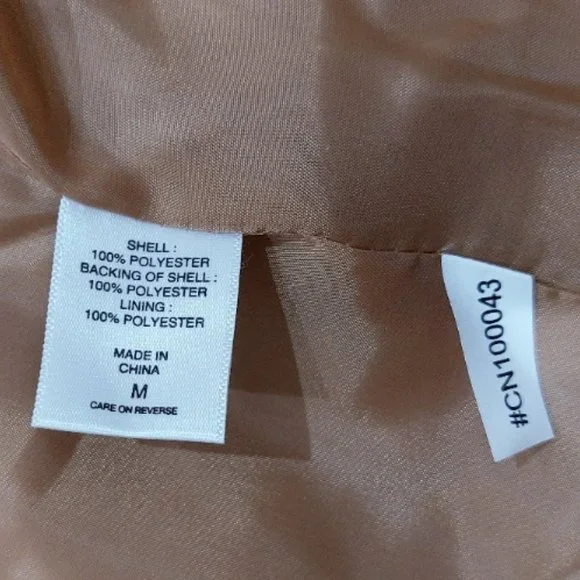 SHELL :
100% POLYESTER
BACKING OF SHELL :
100% POLYESTER
LINING :
100% POLYESTER
MADE IN
CHINA
M
CARE ON REVERSE
#CN100043